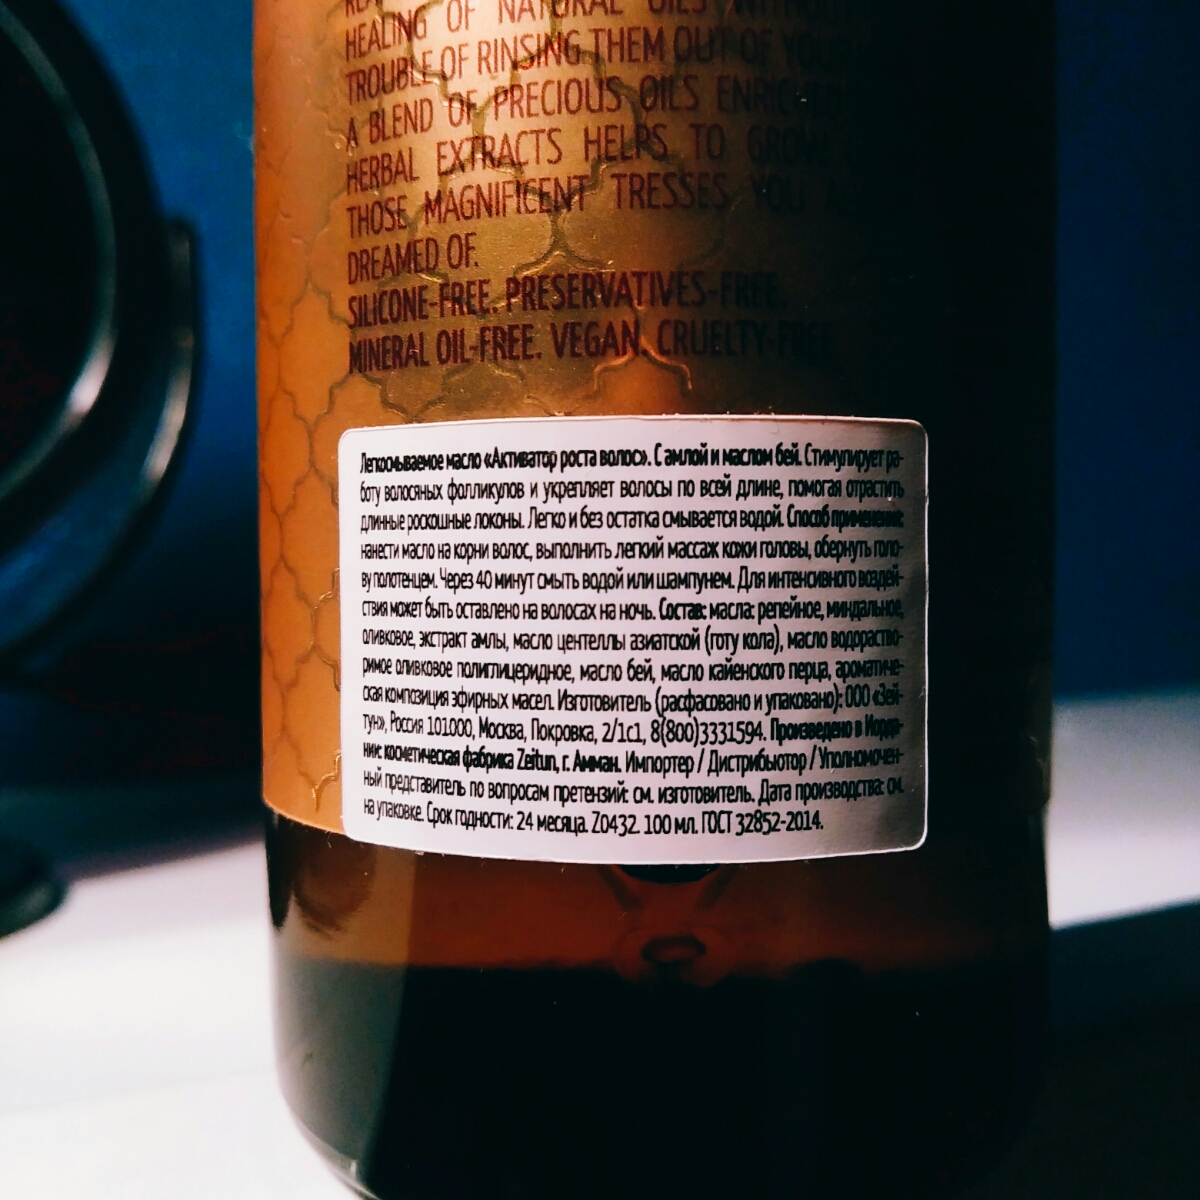 HEALING OF NATURAL OILS WITHOUT
TROUBLE OF RINSING THEM OUT OF YOUR
A BLEND OF PRECIOUS OILS ENRICHED
HERBAL EXTRACTS HELPS TO GROW
THOSE MAGNIFICENT TRESSES YOU
DREAMED OF.
SILICONE-FREE. PRESERVATIVES-FREE.
MINERAL OIL-FREE. VEGAN. CRUELTY-FREE
Легкосмываемое масло «Активатор роста волос». С амлой и маслом бей. Стимулирует ра-
боту волосяных фолликулов и укрепляет волосы по всей длине, помогая отрастить
длинные роскошные локоны. Легко и без остатка смывается водой. Способ применения:
нанести масло на корни волос, выполнить легкий массаж кожи головы, обернуть голо-
ву полотенцем. Через 40 минут смыть водой или шампунем. Для интенсивного воздей-
ствия может быть оставлено на волосах на ночь. Состав: масла: репейное, миндальное,
оливковое, экстракт амлы, масло центеллы азиатской (готу кола), масло водораство-
римое оливковое полиглицеридное, масло бей, масло кайенского перца, ароматиче-
ская композиция эфирных масел. Изготовитель (расфасовано и упаковано): ООО «Зей-
тун», Россия 101000, Москва, Покровка, 2/1с1, 8(800)3331594. Произведено в Иорда-
нии: косметическая фабрика Zeitun, г. Амман. Импортер / Дистрибьютор / Уполномочен-
ный представитель по вопросам претензий: см. изготовитель. Дата производства: см.
на упаковке. Срок годности: 24 месяца. Z0432. 100 мл. ГОСТ 32852-2014.